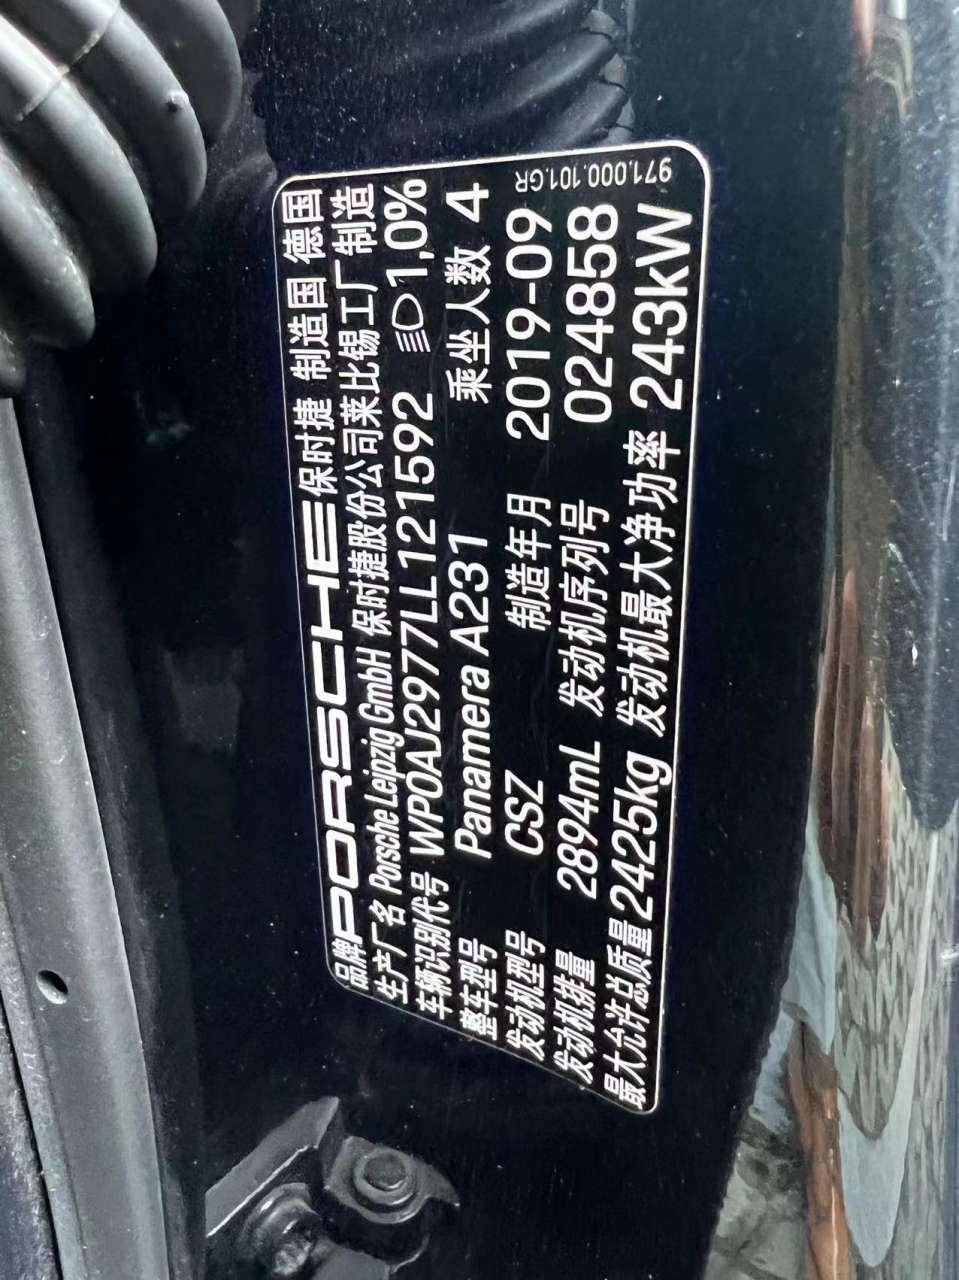 971.000.101.GR
品牌 PORSCHE 保时捷 制造国 德国
生产厂名 Porsche Leipzig GmbH 保时捷股份公司莱比锡工厂制造
车辆识别代号 WP0AJ2977LL121592 1,0%
整车型号 Panamera A231 乘坐人数 4
发动机型号 CSZ 制造年月 2019-09
发动机排量 2894mL 发动机序列号 024858
最大允许总质量 2425kg 发动机最大净功率 243kW